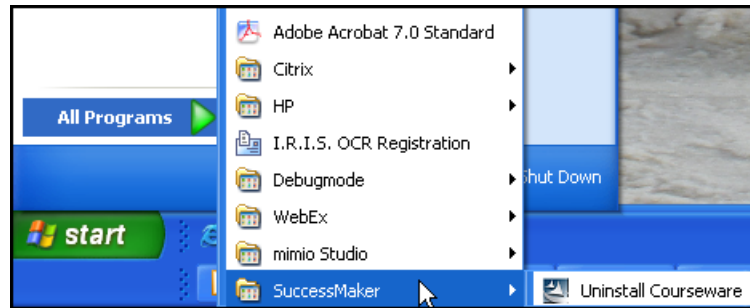 Adobe Acrobat 7.0 Standard
Citrix
HP
All Programs
I.R.I.S. OCR Registration
Debugmode
Shut Down
WebEx
start
mimio Studio
SuccessMaker
Uninstall Courseware